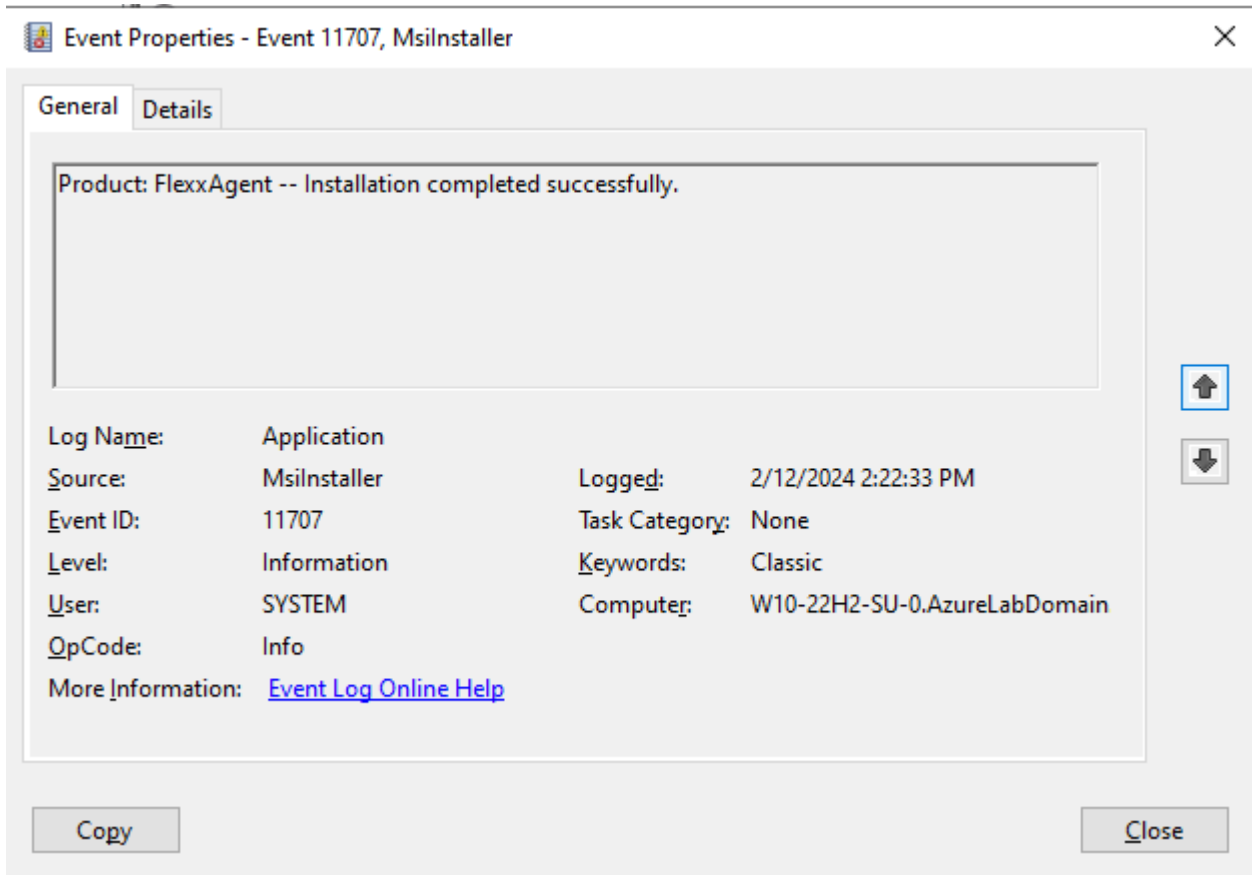 Event Properties - Event 11707, MsiInstaller
General Details
Product: FlexxAgent -- Installation completed successfully.
Log Name: Application
Source: MsiInstaller Logged: 2/12/2024 2:22:33 PM
Event ID: 11707 Task Category: None
Level: Information Keywords: Classic
User: SYSTEM Computer: W10-22H2-SU-0.AzureLabDomain
OpCode: Info
More Information: Event Log Online Help
Copy Close